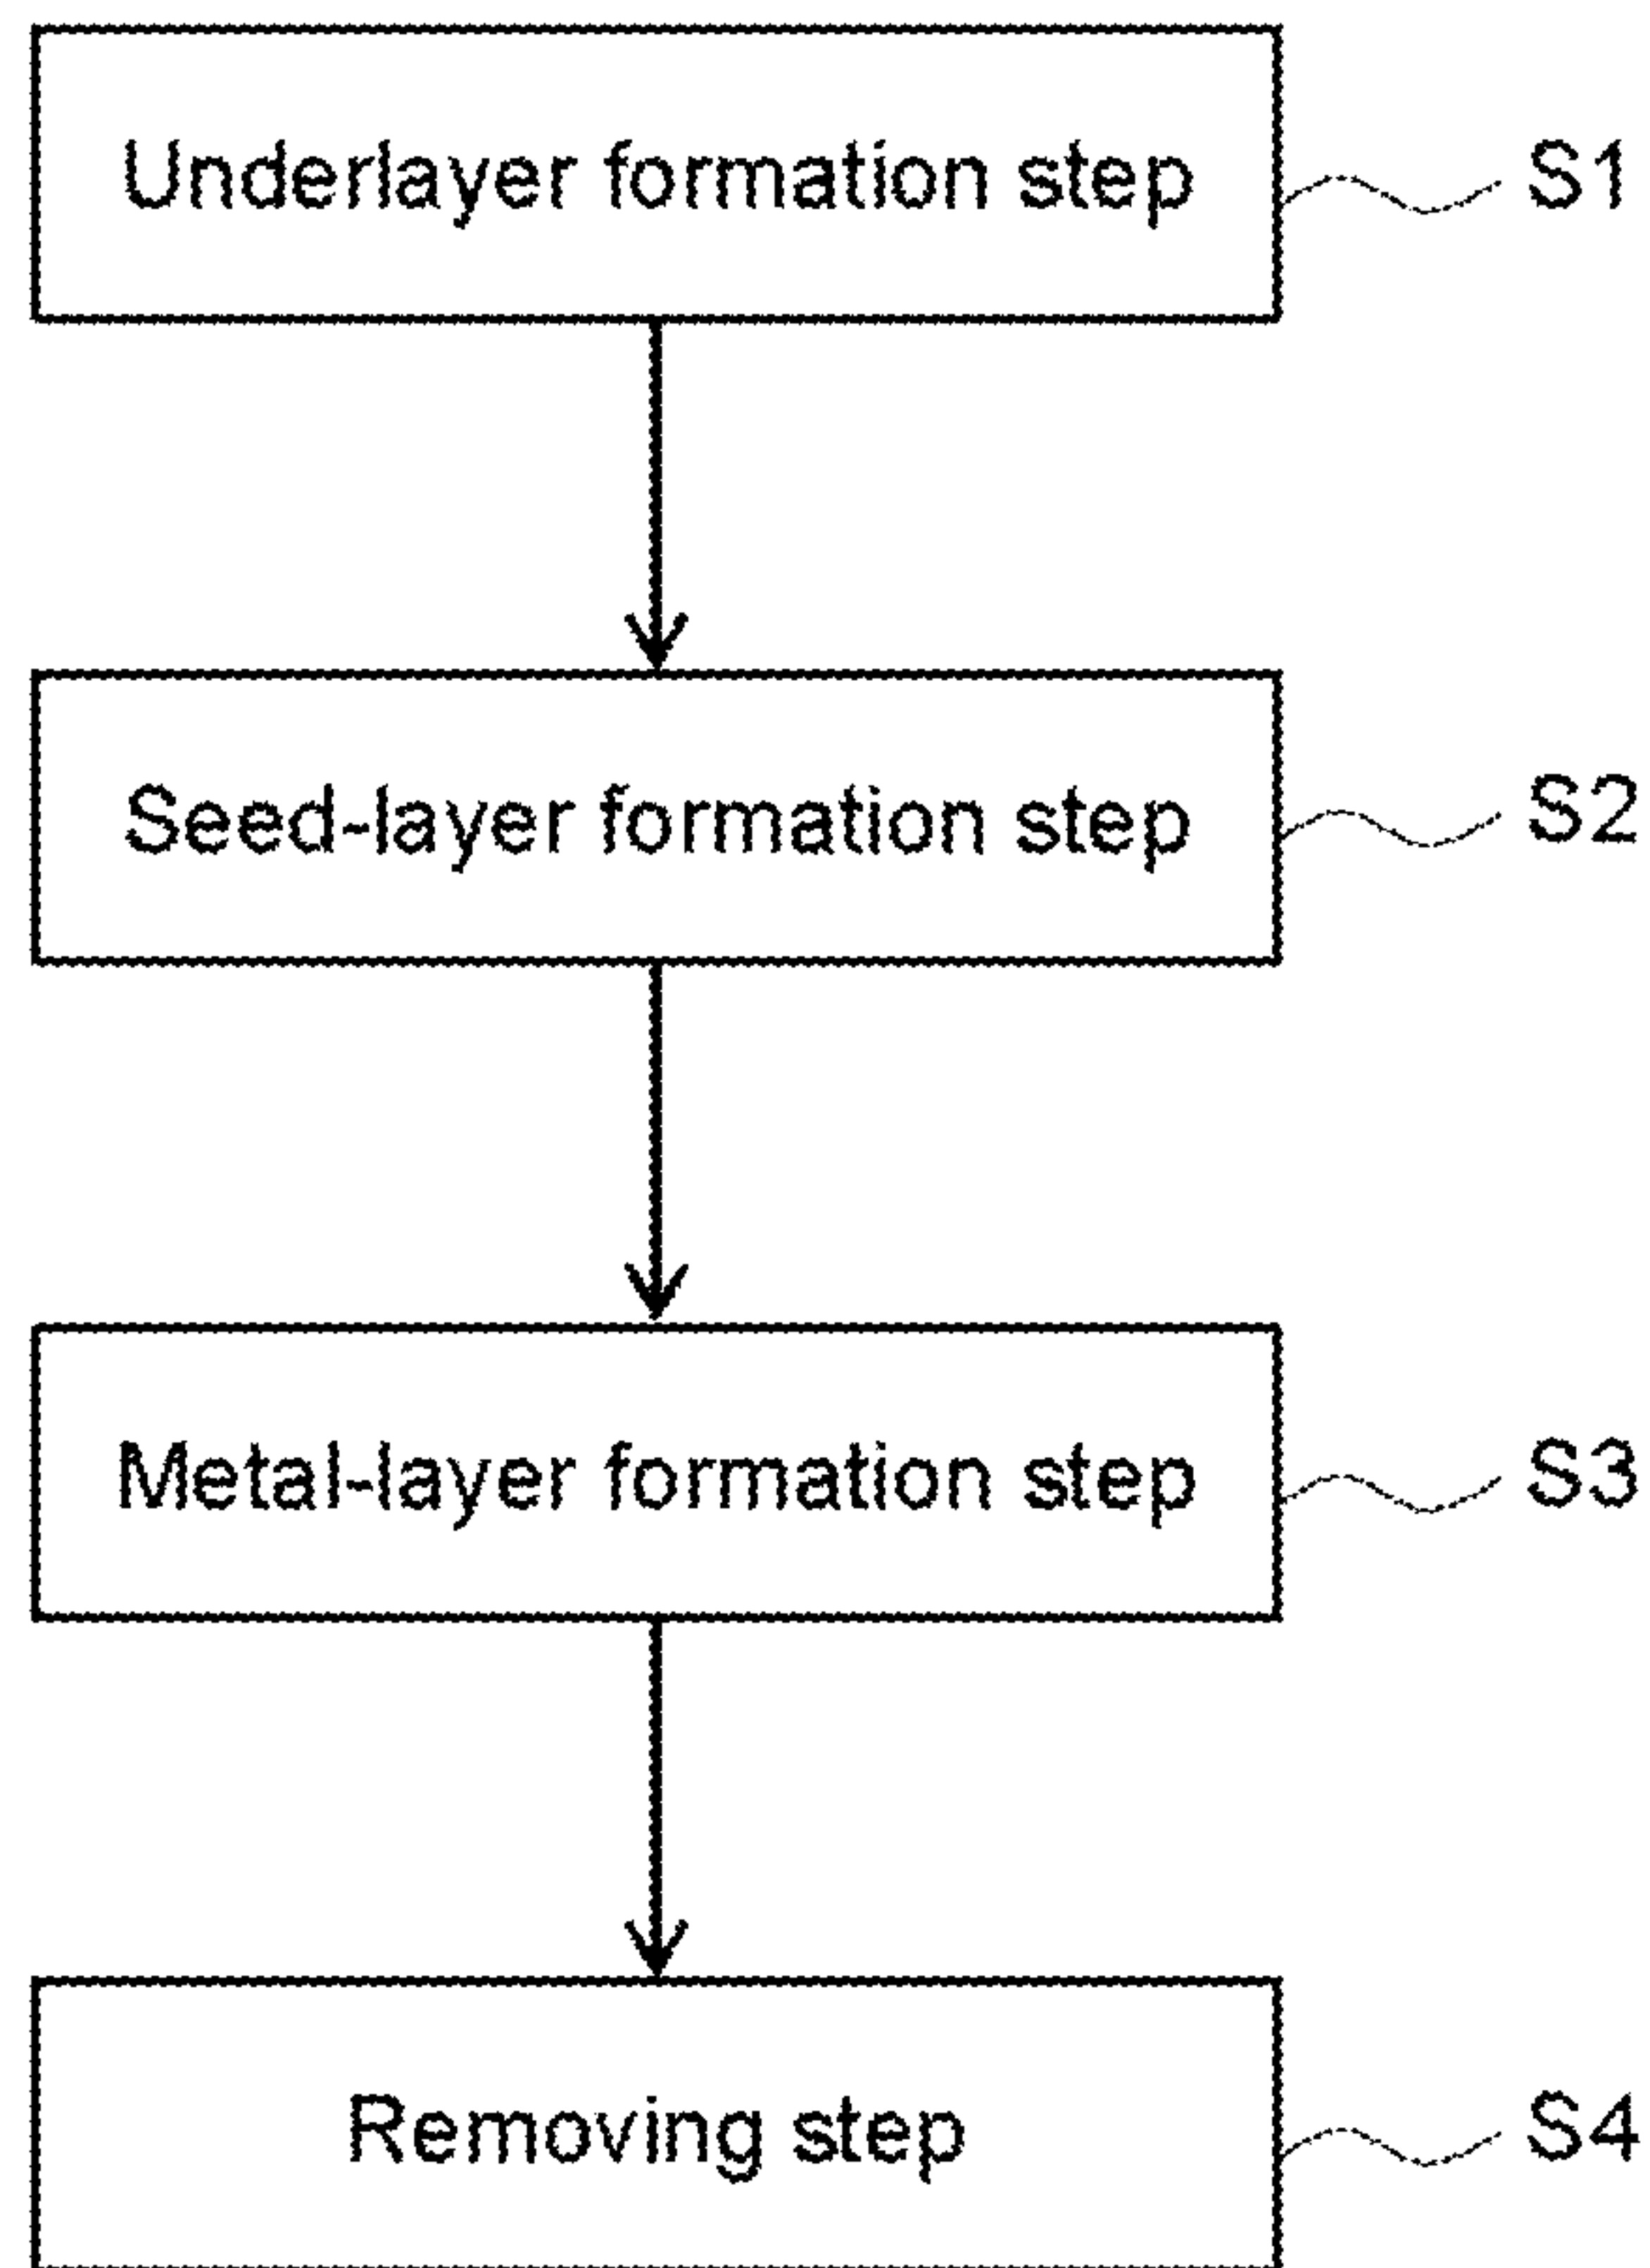 Underlayer formation step S1
Seed-layer formation step S2
Metal-layer formation step S3
Removing step S4